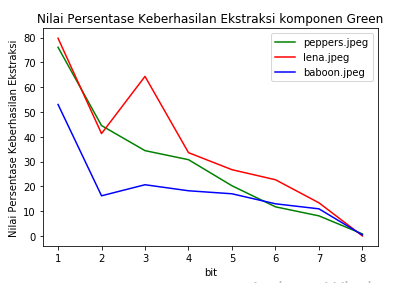 Nilai Persentase Keberhasilan Ekstraksi komponen Green
Nilai Persentase Keberhasilan Ekstraksi
80
70
60
50
40
30
20
10
0
peppers.jpeg
lena.jpeg
baboon.jpeg
1 2 3 4 5 6 7 8
bit